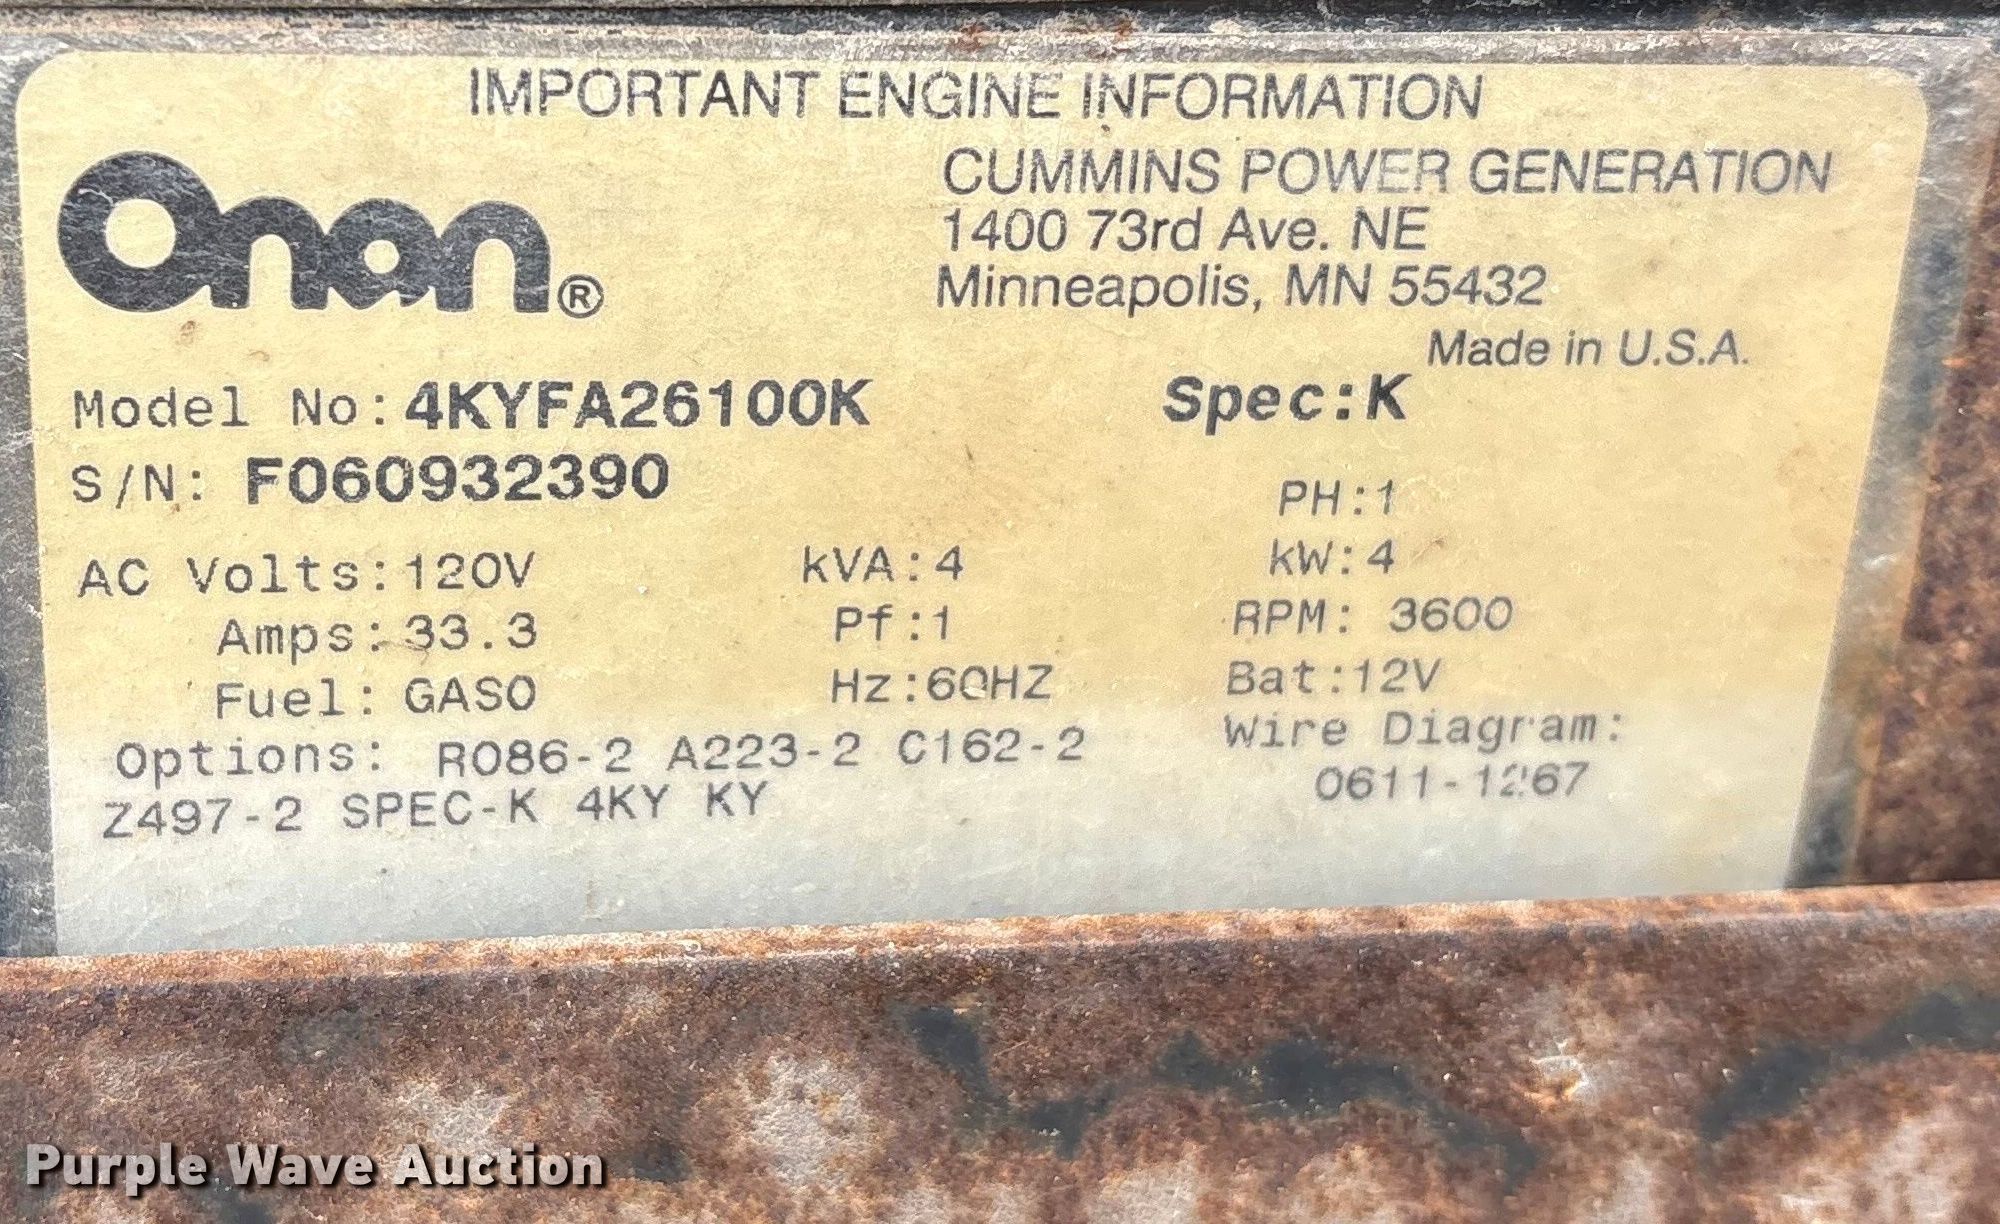 IMPORTANT ENGINE INFORMATION
Onan®
CUMMINS POWER GENERATION
1400 73rd Ave. NE
Minneapolis, MN 55432
Made in U.S.A.
Model No: 4KYFA26100K Spec:K
S/N: F060932390
PH:1
AC Volts:120V kVA:4 kW:4
Amps:33.3 Pf:1 RPM: 3600
Fuel: GASO Hz:60HZ Bat:12V
Options: R086-2 A223-2 C162-2 Wire Diagram:
Z497-2 SPEC-K 4KY KY 0611-1267
Purple Wave Auction